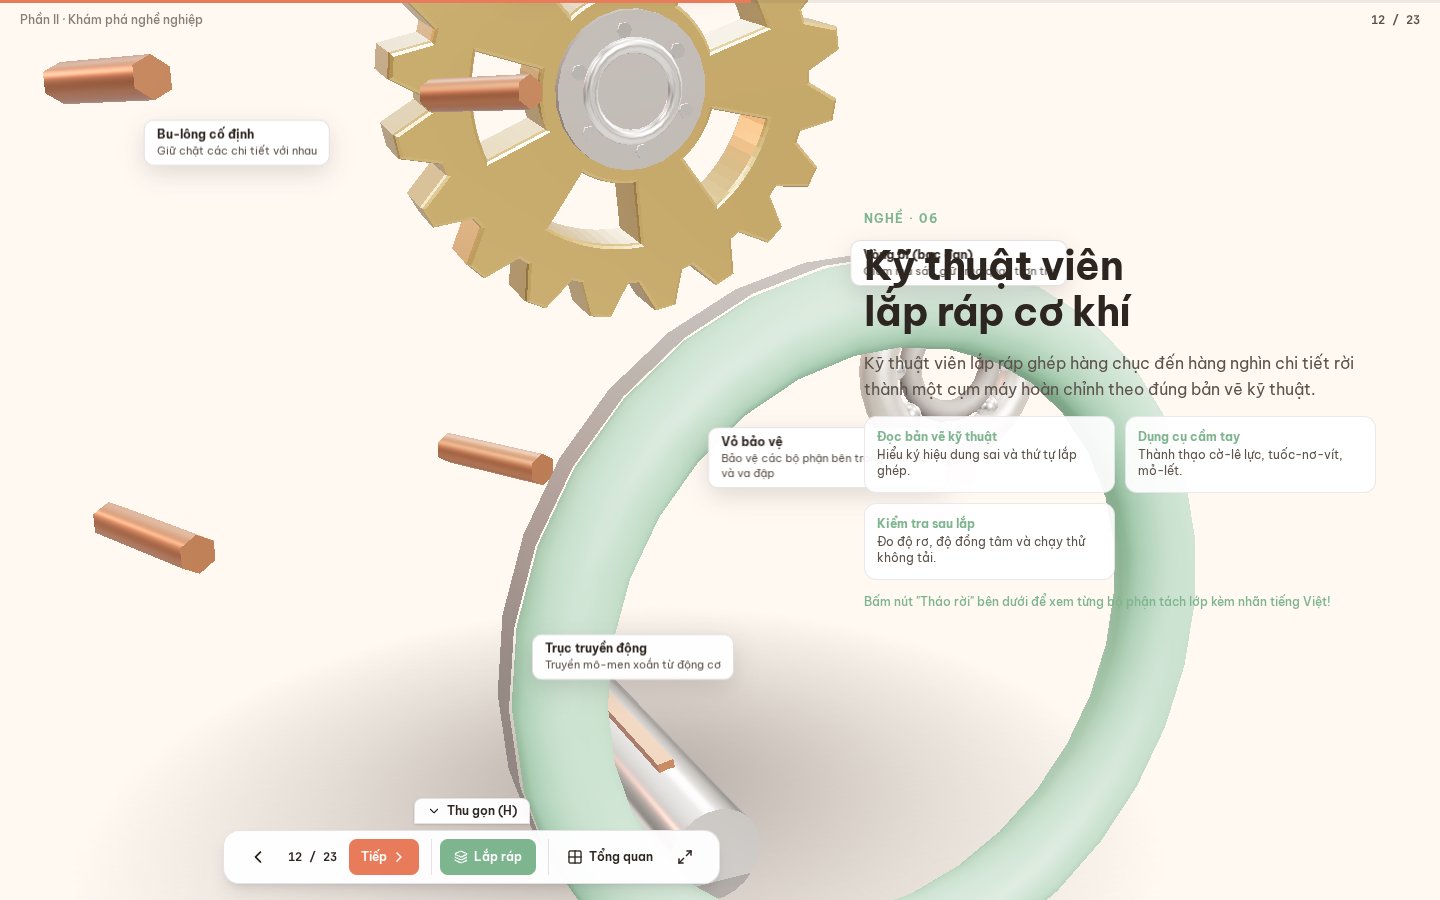 Phần II · Khám phá nghề nghiệp
12 / 23
Bu-lông cố định
Giữ chặt các chi tiết với nhau
NGHỀ · 06
Kỹ thuật viên
lắp ráp cơ khí
Kỹ thuật viên lắp ráp ghép hàng chục đến hàng nghìn chi tiết rời
thành một cụm máy hoàn chỉnh theo đúng bản vẽ kỹ thuật.
Vỏ bảo vệ
Bảo vệ các bộ phận bên
và va đập
Đọc bản vẽ kỹ thuật
Hiểu ký hiệu dung sai và thứ tự lắp
ghép.
Dụng cụ cầm tay
Thành thạo cờ-lê lực, tuốc-nơ-vít,
mỏ-lết.
Kiểm tra sau lắp
Đo độ rơ, độ đồng tâm và chạy thử
không tải.
Bấm nút "Tháo rời" bên dưới để xem từng bộ phận tách lớp kèm nhãn tiếng Việt!
Trục truyền động
Truyền mô-men xoắn từ động cơ
Thu gọn (H)
12 / 23
Tiếp
Lắp ráp
Tổng quan